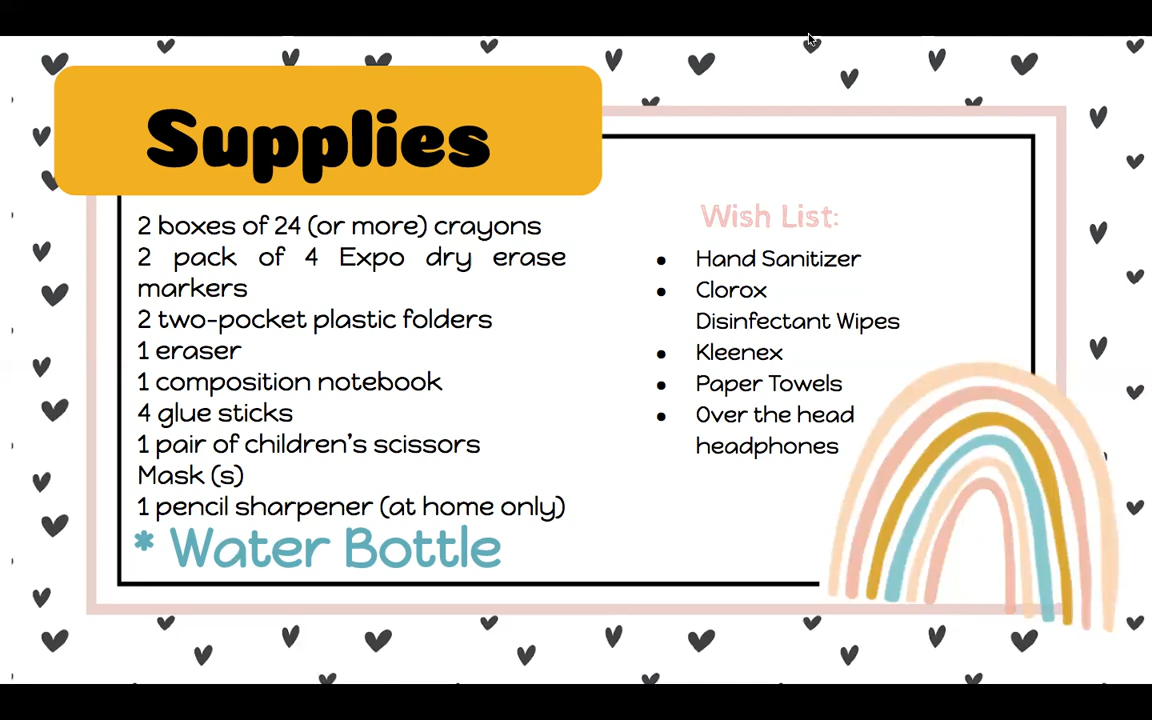 Supplies
2 boxes of 24 (or more) crayons
2 pack of 4 Expo dry erase
markers
2 two-pocket plastic folders
1 eraser
1 composition notebook
4 glue sticks
1 pair of children's scissors
Mask (s)
1 pencil sharpener (at home only)
* Water Bottle
Wish List:
● Hand Sanitizer
● Clorox
Disinfectant Wipes
● Kleenex
● Paper Towels
● Over the head
headphones